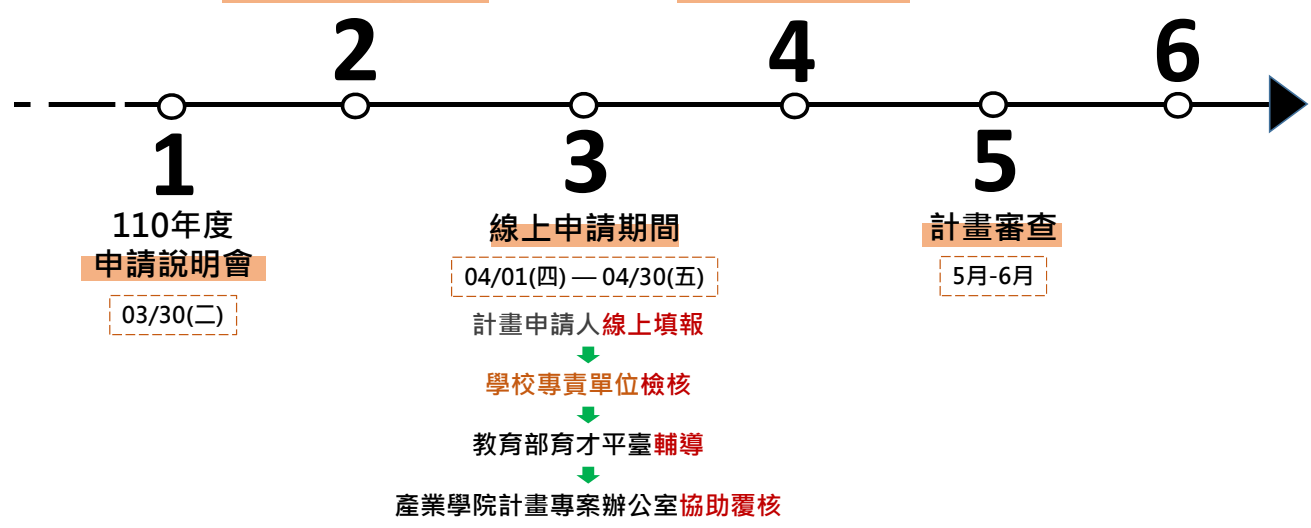 2
4
6
1
3
5
110年度
申請說明會
03/30(二)
線上申請期間
04/01(四) — 04/30(五)
計畫申請人線上填報
學校專責單位檢核
教育部育才平臺輔導
產業學院計畫專案辦公室協助覆核
計畫審查
5月-6月